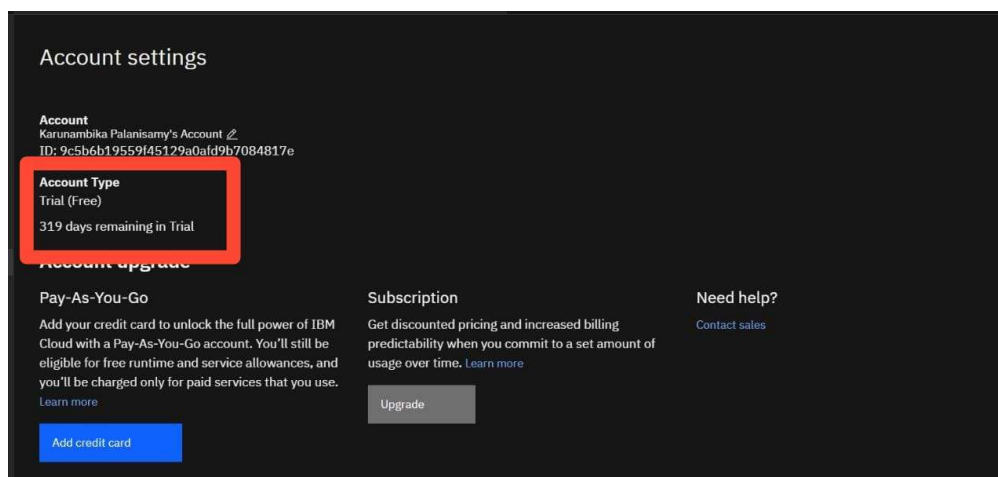 Account settings
Account
Karunambika Palanisamy's Account
ID: 9c5b6b19559f45129a0afd9b7084817e
Account Type
Trial (Free)
319 days remaining in Trial
Account upgrade
Pay-As-You-Go
Add your credit card to unlock the full power of IBM
Cloud with a Pay-As-You-Go account. You'll still be
eligible for free runtime and service allowances, and
you'll be charged only for paid services that you use.
Learn more
Add credit card
Subscription
Get discounted pricing and increased billing
predictability when you commit to a set amount of
usage over time. Learn more
Upgrade
Need help?
Contact sales